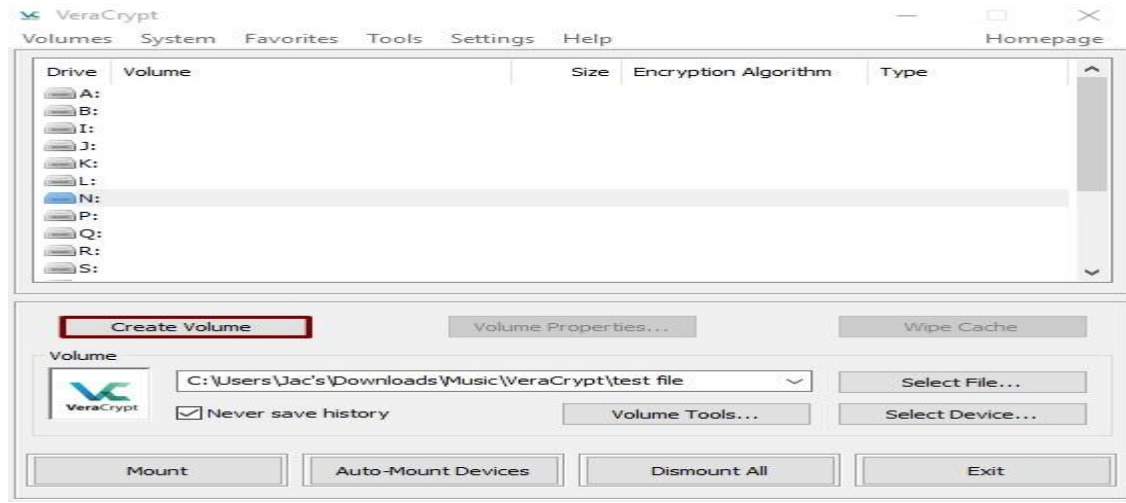 VeraCrypt
Volumes System Favorites Tools Settings Help Homepage
Drive Volume Size Encryption Algorithm Type
A:
B:
I:
J:
K:
L:
N:
P:
Q:
R:
S:
Create Volume Volume Properties... Wipe Cache
Volume
VeraCrypt
C:\Users\Jac's\Downloads\Music\VeraCrypt\test file Select File...
Never save history Volume Tools... Select Device...
Mount Auto-Mount Devices Dismount All Exit